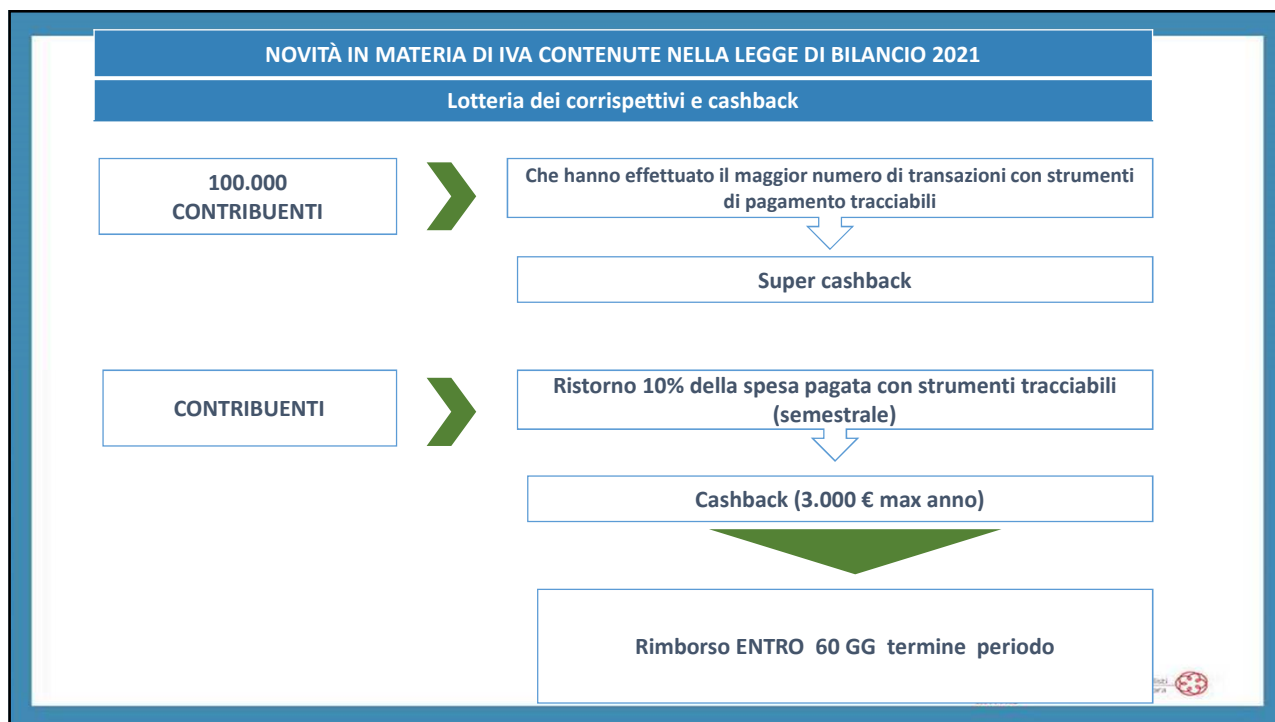 NOVITÀ IN MATERIA DI IVA CONTENUTE NELLA LEGGE DI BILANCIO 2021
Lotteria dei corrispettivi e cashback
100.000
CONTRIBUENTI
Che hanno effettuato il maggior numero di transazioni con strumenti
di pagamento tracciabili
Super cashback
CONTRIBUENTI
Ristorno 10% della spesa pagata con strumenti tracciabili
(semestrale)
Cashback (3.000 € max anno)
Rimborso ENTRO 60 GG termine periodo